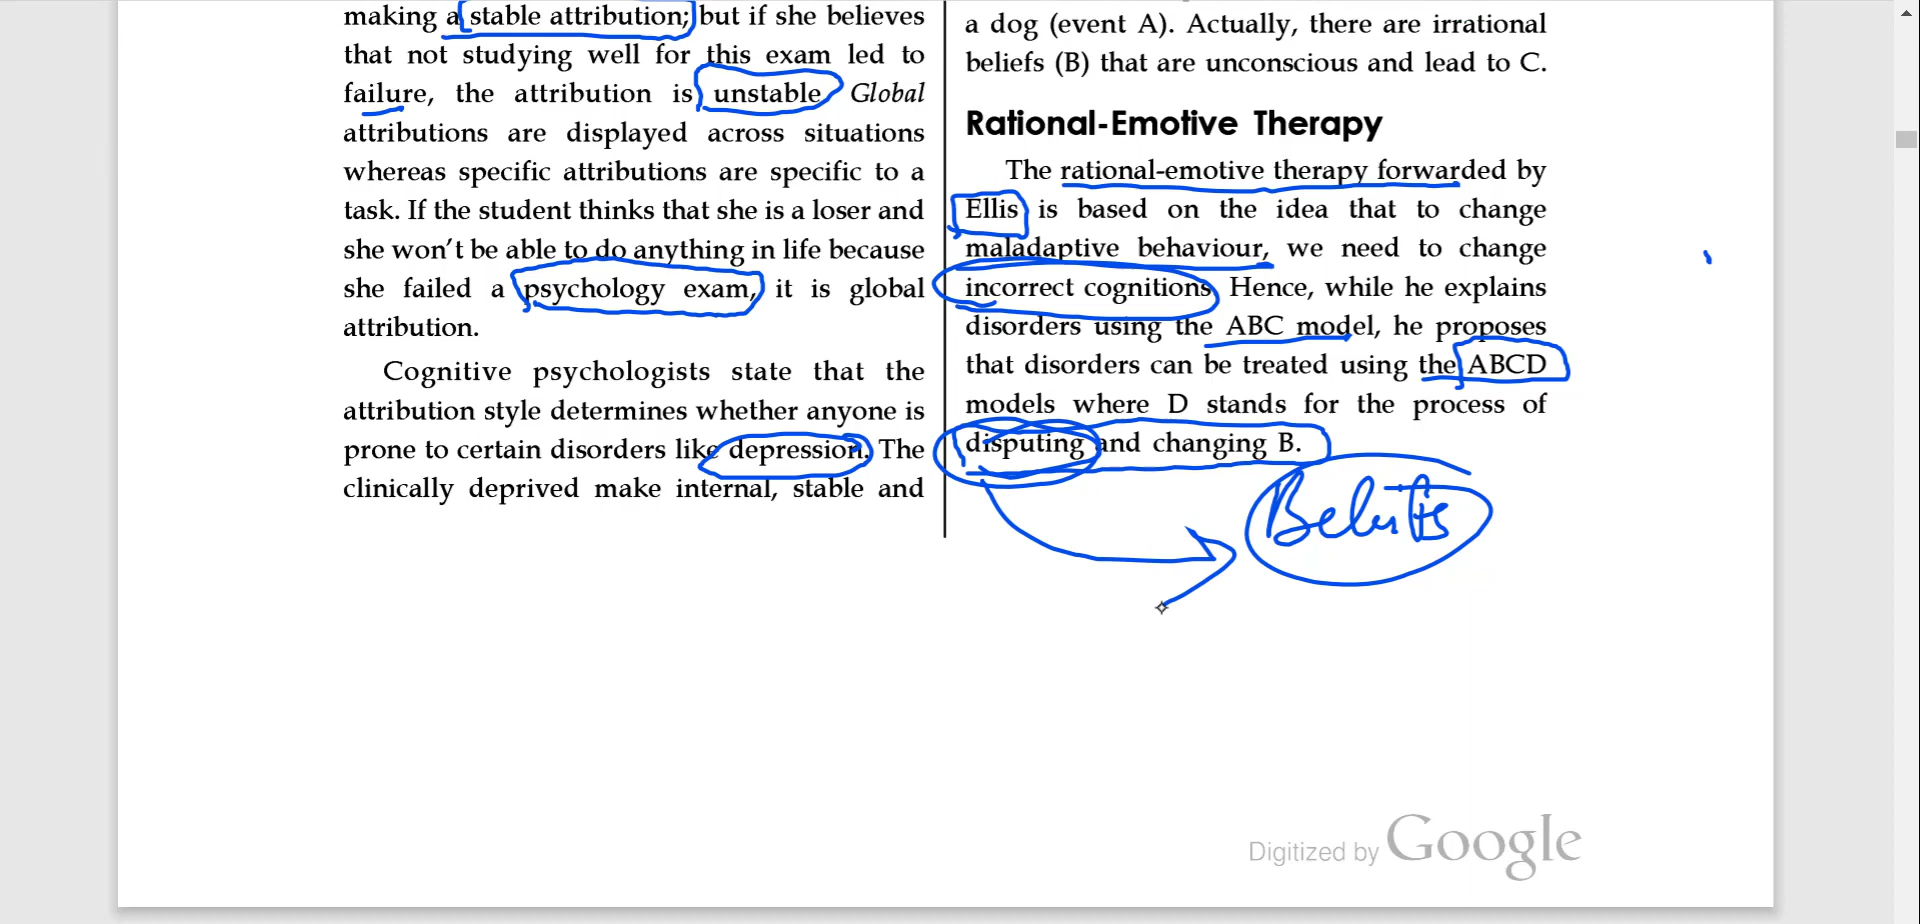 making a stable attribution; but if she believes
that not studying well for this exam led to
failure, the attribution is unstable. Global
attributions are displayed across situations
whereas specific attributions are specific to a
task. If the student thinks that she is a loser and
she won't be able to do anything in life because
she failed a psychology exam, it is global
attribution.
Cognitive psychologists state that the
attribution style determines whether anyone is
prone to certain disorders like depression. The
clinically deprived make internal, stable and
a dog (event A). Actually, there are irrational
beliefs (B) that are unconscious and lead to C.
Rational-Emotive Therapy
The rational-emotive therapy forwarded by
Ellis is based on the idea that to change
maladaptive behaviour, we need to change
incorrect cognitions. Hence, while he explains
disorders using the ABC model, he proposes
that disorders can be treated using the ABCD
models where D stands for the process of
disputing and changing B.
Digitized by Google